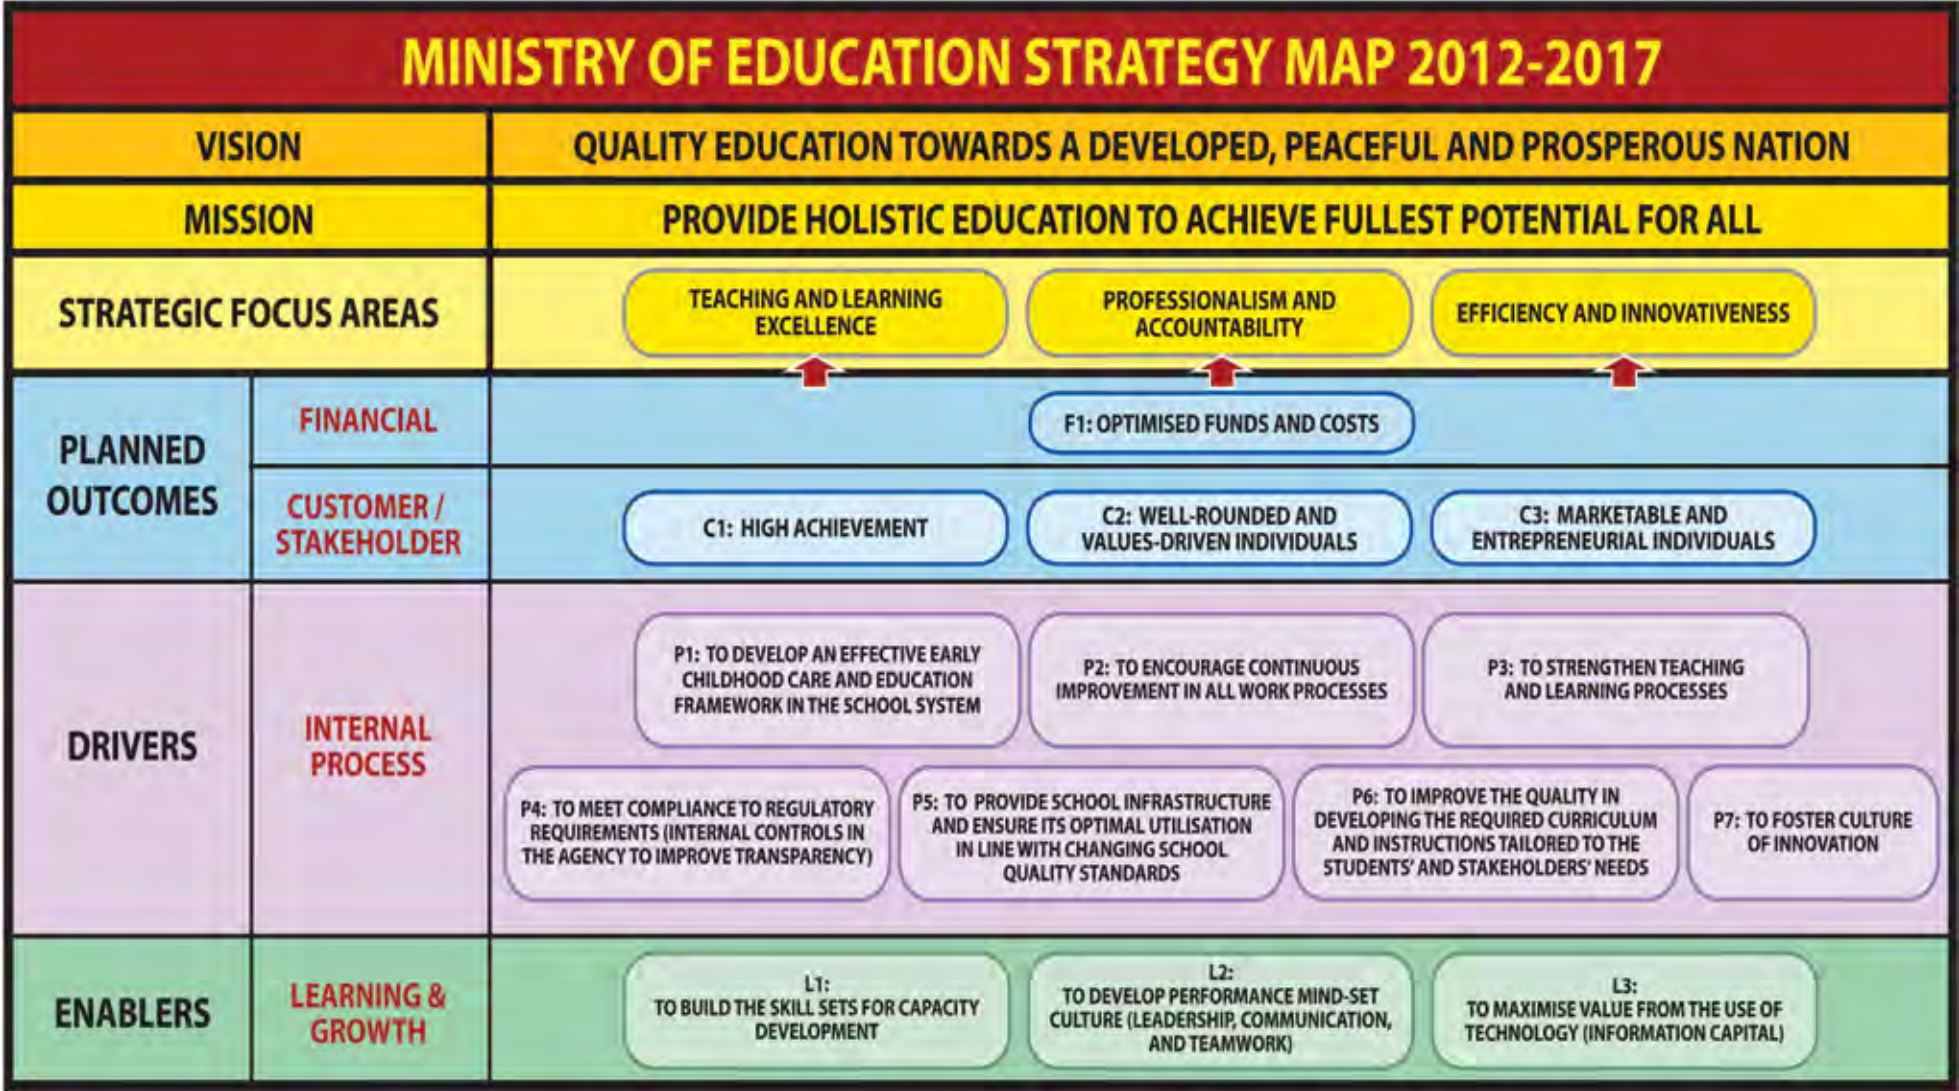 MINISTRY OF EDUCATION STRATEGY MAP 2012-2017
VISION
QUALITY EDUCATION TOWARDS A DEVELOPED, PEACEFUL AND PROSPEROUS NATION
MISSION
PROVIDE HOLISTIC EDUCATION TO ACHIEVE FULLEST POTENTIAL FOR ALL
STRATEGIC FOCUS AREAS
TEACHING AND LEARNING
EXCELLENCE
PROFESSIONALISM AND
ACCOUNTABILITY
EFFICIENCY AND INNOVATIVENESS
PLANNED
OUTCOMES
FINANCIAL
F1: OPTIMISED FUNDS AND COSTS
CUSTOMER /
STAKEHOLDER
C1: HIGH ACHIEVEMENT
C2: WELL-ROUNDED AND
VALUES-DRIVEN INDIVIDUALS
C3: MARKETABLE AND
ENTREPRENEURIAL INDIVIDUALS
DRIVERS
INTERNAL
PROCESS
P1: TO DEVELOP AN EFFECTIVE EARLY
CHILDHOOD CARE AND EDUCATION
FRAMEWORK IN THE SCHOOL SYSTEM
P2: TO ENCOURAGE CONTINUOUS
IMPROVEMENT IN ALL WORK PROCESSES
P3: TO STRENGTHEN TEACHING
AND LEARNING PROCESSES
P4: TO MEET COMPLIANCE TO REGULATORY
REQUIREMENTS (INTERNAL CONTROLS IN
THE AGENCY TO IMPROVE TRANSPARENCY)
P5: TO PROVIDE SCHOOL INFRASTRUCTURE
AND ENSURE ITS OPTIMAL UTILISATION
IN LINE WITH CHANGING SCHOOL
QUALITY STANDARDS
P6: TO IMPROVE THE QUALITY IN
DEVELOPING THE REQUIRED CURRICULUM
AND INSTRUCTIONS TAILORED TO THE
STUDENTS' AND STAKEHOLDERS' NEEDS
P7: TO FOSTER CULTURE
OF INNOVATION
ENABLERS
LEARNING &
GROWTH
L1:
TO BUILD THE SKILL SETS FOR CAPACITY
DEVELOPMENT
L2:
TO DEVELOP PERFORMANCE MIND-SET
CULTURE (LEADERSHIP, COMMUNICATION,
AND TEAMWORK)
L3:
TO MAXIMISE VALUE FROM THE USE OF
TECHNOLOGY (INFORMATION CAPITAL)